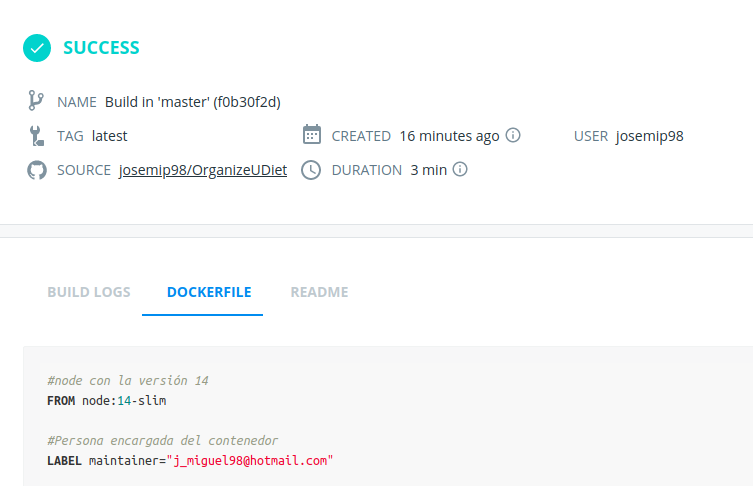 SUCCESS
NAME Build in 'master' (f0b30f2d)
TAG latest CREATED 16 minutes ago USER josemip98
SOURCE josemip98/OrganizeUDiet DURATION 3 min
BUILD LOGS DOCKERFILE README
#node con la versión 14
FROM node:14-slim
#Persona encargada del contenedor
LABEL maintainer="j_miguel98@hotmail.com"